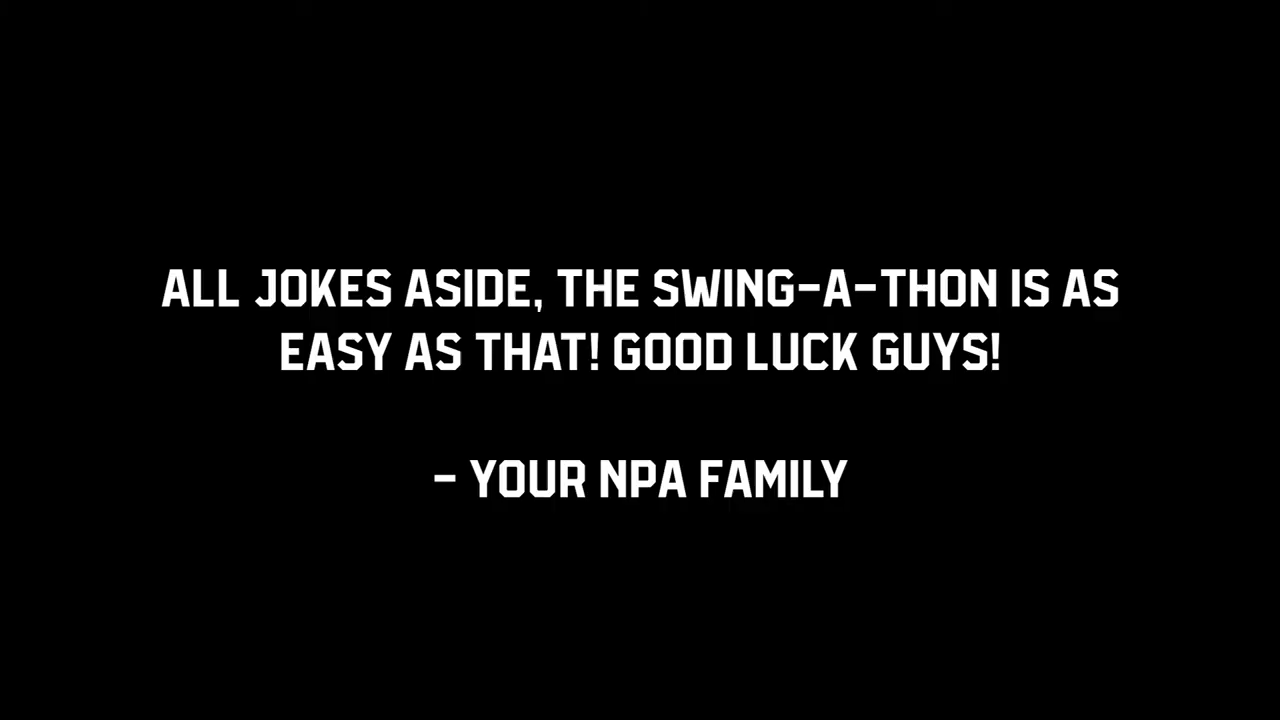 ALL JOKES ASIDE, THE SWING-A-THON IS AS
EASY AS THAT! GOOD LUCK GUYS!
- YOUR NPA FAMILY